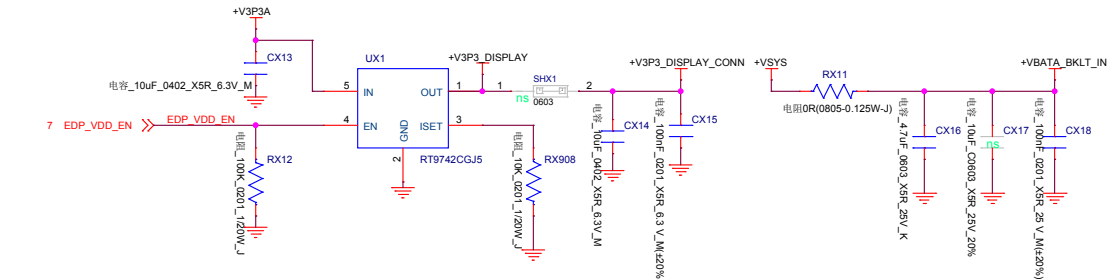 +V3P3A
CX13
电容_10uF_0402_X5R_6.3V_M
UX1
5
IN
OUT
1
4
EN
ISET
3
GND
2
RT9742CGJ5
7 EDP_VDD_EN
EDP_VDD_EN
RX12
电阻_100K_0201_1/20W_J
RX908
电阻_10K_0201_1/20W_J
+V3P3_DISPLAY
1
SHX1
2
ns
0603
+V3P3_DISPLAY_CONN
CX14
电容_10uF_0402_X5R_6.3V_M
CX15
电容_100nF_0201_X5R_6.3 V_M(±20%)
+VSYS
RX11
电阻0R(0805-0.125W-J)
+VBATA_BKLT_IN
CX16
电容_4.7uF_0603_X5R_25V_K
CX17
ns
电容_10uF_C0603_X5R_25V_20%
CX18
电容_100nF_0201_X5R_25 V_M(±20%)